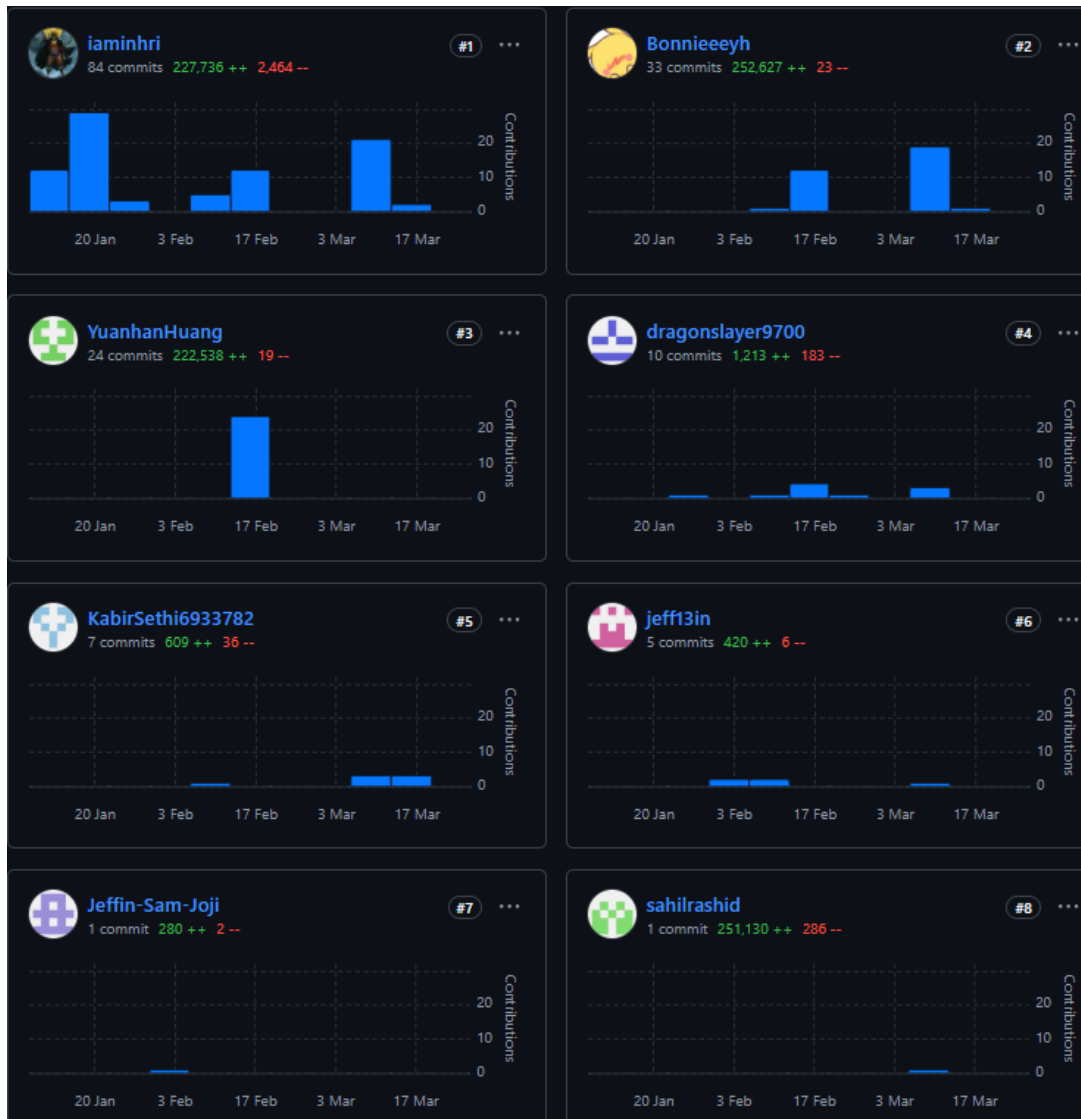 iaminhri #1 ...
84 commits 227,736 ++ 2,464 --
20
10
0
Contributions
20 Jan 3 Feb 17 Feb 3 Mar 17 Mar
Bonnieeeyh #2 ...
33 commits 252,627 ++ 23 --
20
10
0
Contributions
20 Jan 3 Feb 17 Feb 3 Mar 17 Mar
YuanhanHuang #3 ...
24 commits 222,538 ++ 19 --
20
10
0
Contributions
20 Jan 3 Feb 17 Feb 3 Mar 17 Mar
dragonslayer9700 #4 ...
10 commits 1,213 ++ 183 --
20
10
0
Contributions
20 Jan 3 Feb 17 Feb 3 Mar 17 Mar
KabirSethi6933782 #5 ...
7 commits 609 ++ 36 --
20
10
0
Contributions
20 Jan 3 Feb 17 Feb 3 Mar 17 Mar
jeff13in #6 ...
5 commits 420 ++ 6 --
20
10
0
Contributions
20 Jan 3 Feb 17 Feb 3 Mar 17 Mar
Jeffin-Sam-Joji #7 ...
1 commit 280 ++ 2 --
20
10
0
Contributions
20 Jan 3 Feb 17 Feb 3 Mar 17 Mar
sahilrashid #8 ...
1 commit 251,130 ++ 286 --
20
10
0
Contributions
20 Jan 3 Feb 17 Feb 3 Mar 17 Mar